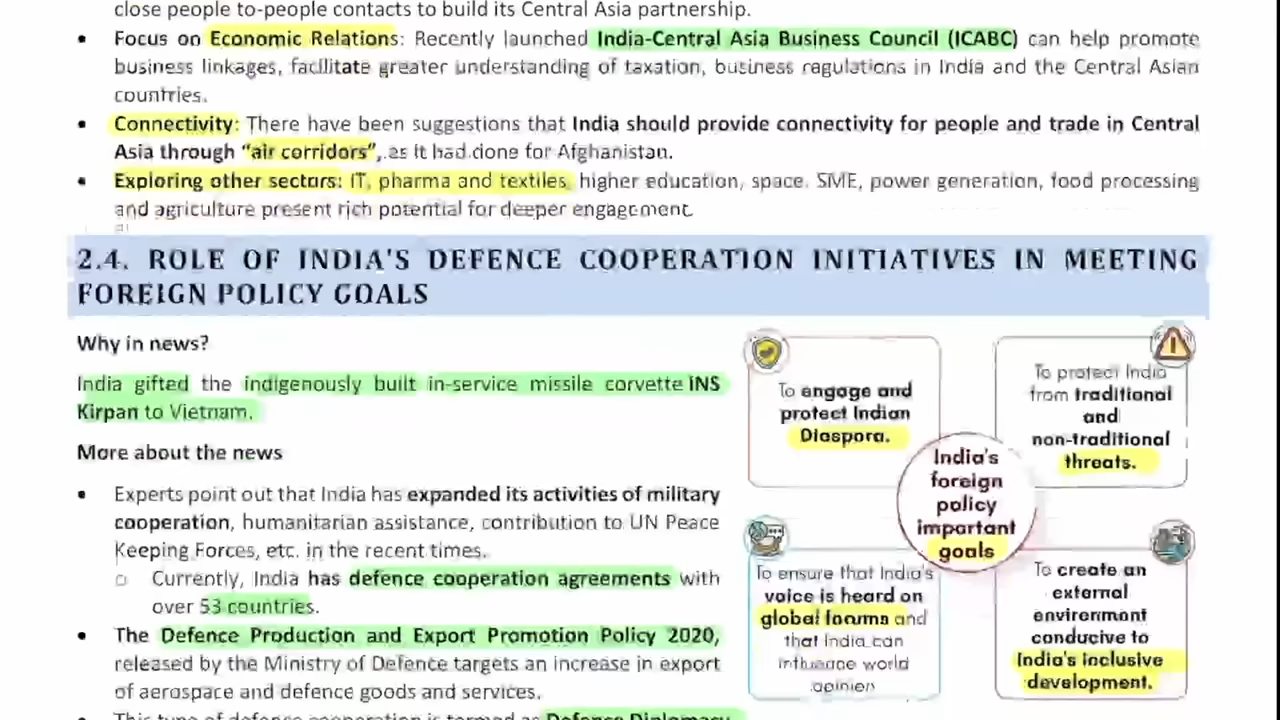 close people to-people contacts to build its Central Asia partnership.
• Focus on Economic Relations: Recently launched India-Central Asia Business Council (ICABC) can help promote
business linkages, facilitate greater understanding of taxation, business regulations in India and the Central Asian
countries.
• Connectivity: There have been suggestions that India should provide connectivity for people and trade in Central
Asia through “air corridors”, as it had done for Afghanistan.
• Exploring other sectors: IT, pharma and textiles, higher education, space. SME, power generation, food processing
and agriculture present rich potential for deeper engagement.
2.4. ROLE OF INDIA'S DEFENCE COOPERATION INITIATIVES IN MEETING
FOREIGN POLICY GOALS
Why in news?
India gifted the indigenously built in-service missile corvette INS
Kirpan to Vietnam.
More about the news
• Experts point out that India has expanded its activities of military
cooperation, humanitarian assistance, contribution to UN Peace
Keeping Forces, etc. in the recent times.
o Currently, India has defence cooperation agreements with
over 53 countries.
• The Defence Production and Export Promotion Policy 2020,
released by the Ministry of Defence targets an increase in export
of aerospace and defence goods and services.
• This type of defence cooperation is termed as Defence Diplomacy
To engage and
protect Indian
Diaspora.
To protect India
from traditional
and
non-traditional
threats.
India's
foreign
policy
important
goals
To ensure that India's
voice is heard on
global forums and
that India can
influence world
opinion
To create an
external
environment
conducive to
India's inclusive
development.